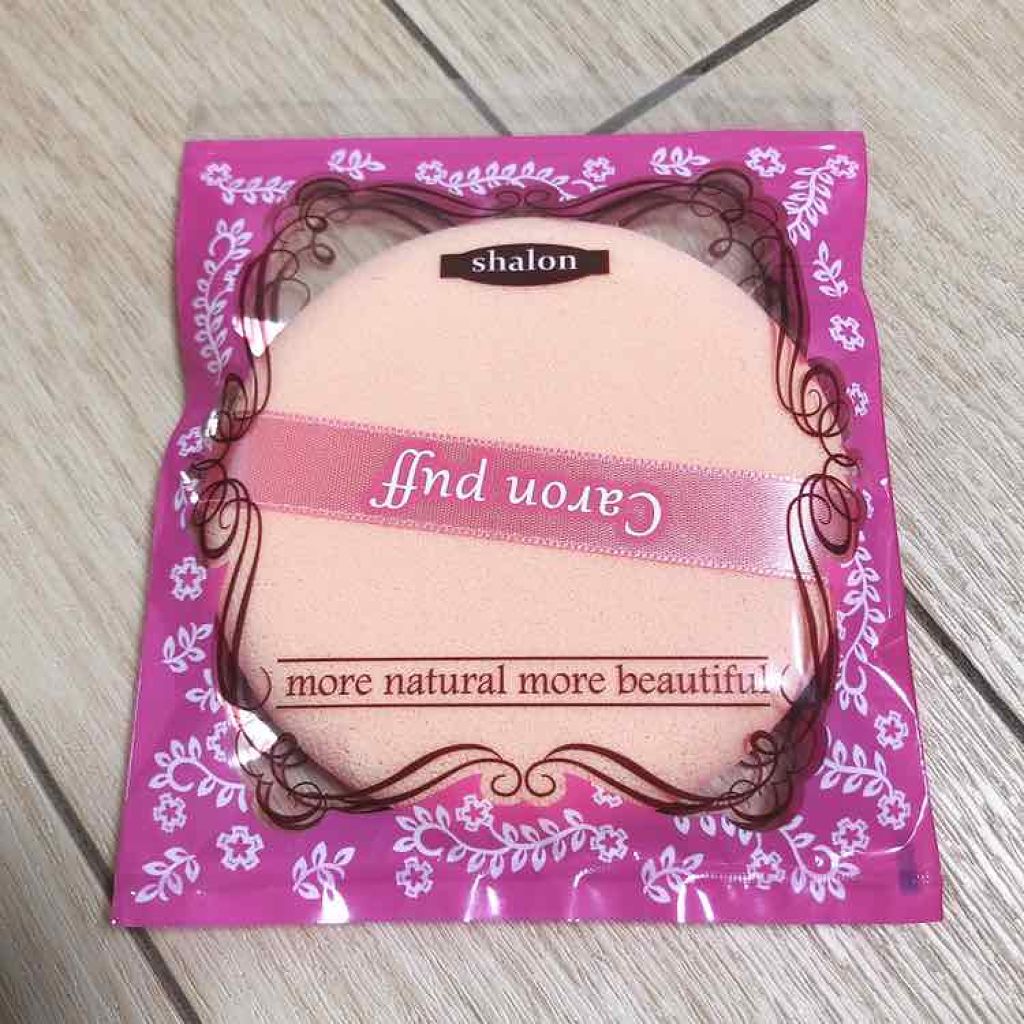 shalon
Caron puff
more natural more beautiful